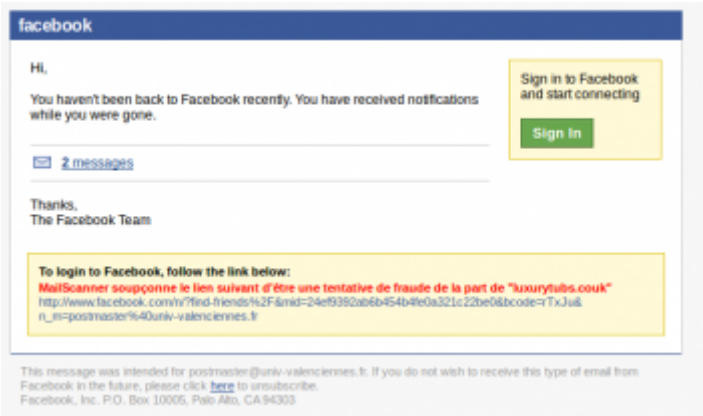 facebook
Hi,
You haven't been back to Facebook recently. You have received notifications
while you were gone.
Sign in to Facebook
and start connecting
Sign In
2 messages
Thanks,
The Facebook Team
To login to Facebook, follow the link below:
MailScanner soupçonne le lien suivant d'être une tentative de fraude de la part de "luxurytubs.couk"
http://www.facebook.com/n/?find-friends%2F&mid=24ef9392ab6b454b4fe0a321c22be0&bcode=rTxJu&
n_m=postmaster%40univ-valenciennes.fr
This message was intended for postmaster@univ-valenciennes.fr. If you do not wish to receive this type of email from
Facebook in the future, please click here to unsubscribe.
Facebook, Inc. P.O. Box 10005, Palo Alto, CA 94303